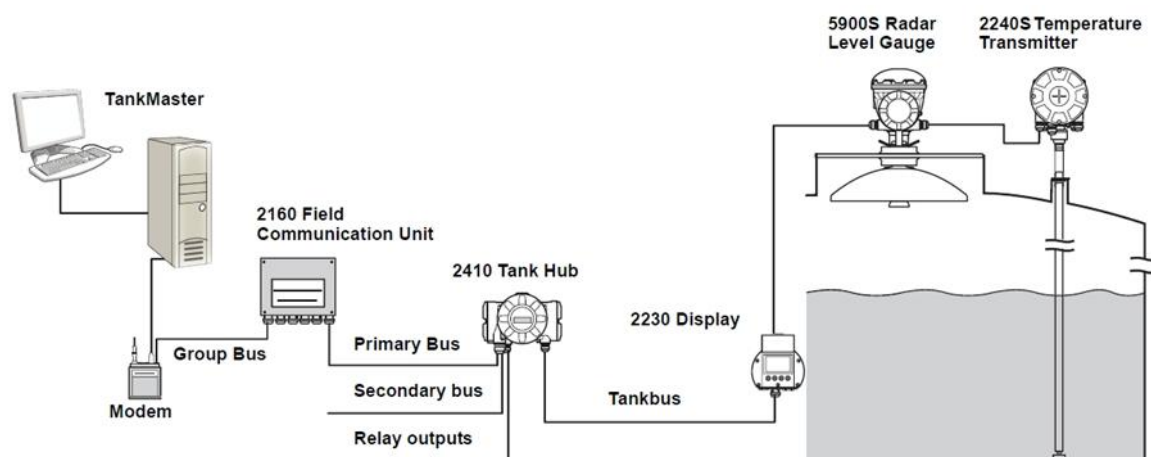 5900S Radar
Level Gauge
2240S Temperature
Transmitter
TankMaster
2160 Field
Communication Unit
2410 Tank Hub
2230 Display
Group Bus
Primary Bus
Secondary bus
Tankbus
Modem
Relay outputs